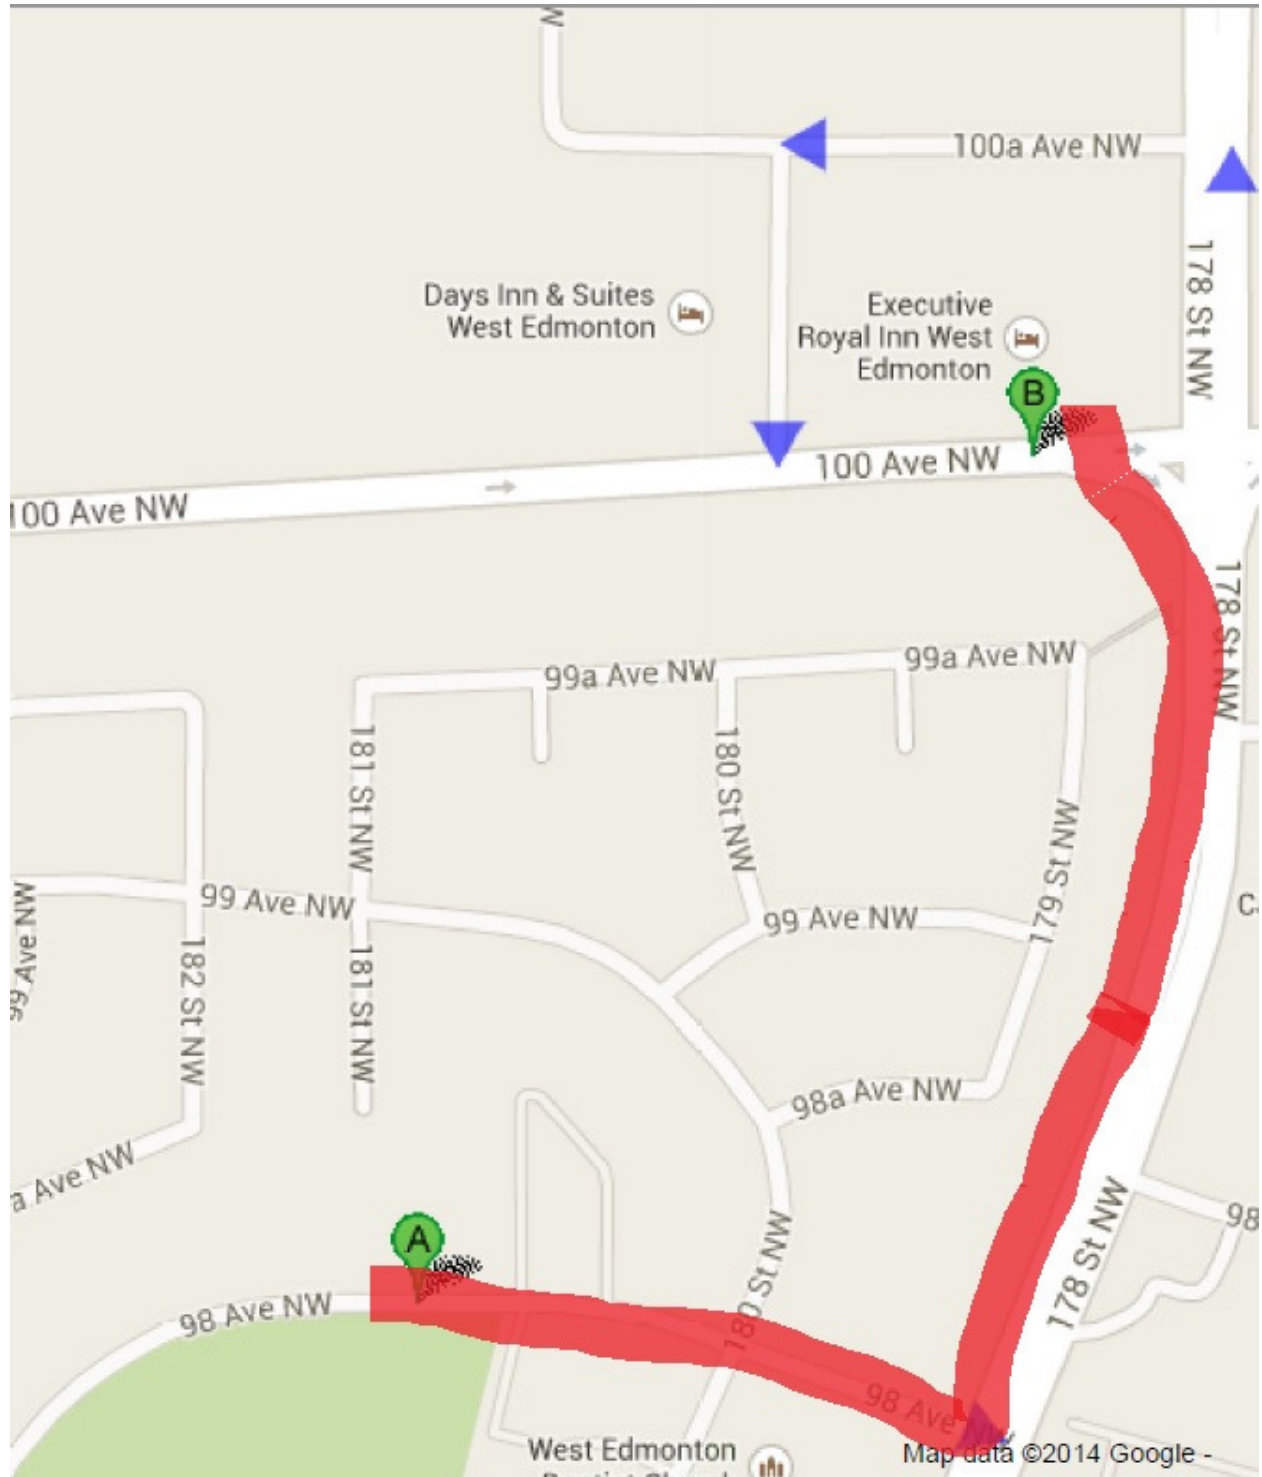 N
100a Ave NW
178 St NW
Days Inn & Suites
West Edmonton
Executive
Royal Inn West
Edmonton
B
100 Ave NW
100 Ave NW
178 St NW
99a Ave NW
99a Ave NW
181 St NW
180 St NW
179 St NW
99 Ave NW
99 Ave NW
99 Ave NW
182 St NW
181 St NW
98a Ave NW
a Ave NW
98
178 St NW
180 St NW
A
98 Ave NW
98 Ave NW
West Edmonton
Map data ©2014 Google -